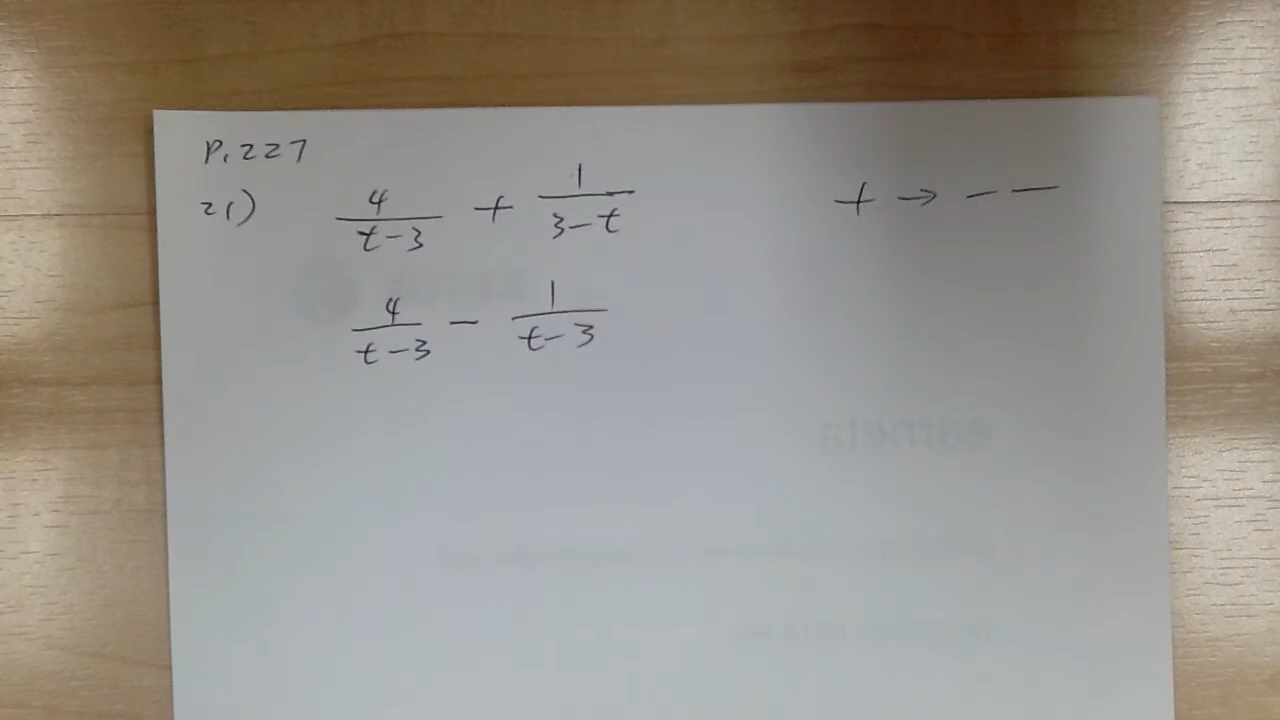 P. 227
21) 4/(t-3) + 1/(3-t) + → − −
4/(t-3) − 1/(t-3)